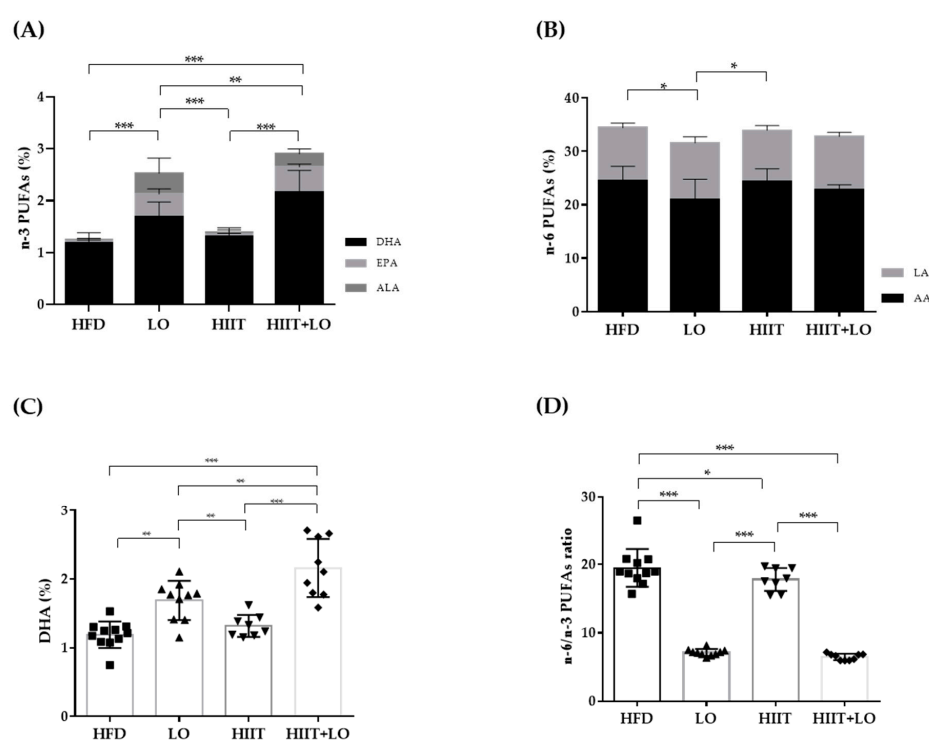 (A)
***
**
***
***
***
4
3
2
1
0
n-3 PUFAs (%)
DHA
EPA
ALA
HFD LO HIIT HIIT+LO
(B)
*
*
40
30
20
10
0
n-6 PUFAs (%)
LA
AA
HFD LO HIIT HIIT+LO
(C)
***
**
***
**
**
3
2
1
0
DHA (%)
HFD LO HIIT HIIT+LO
(D)
***
*
***
***
***
30
20
10
0
n-6/n-3 PUFAs ratio
HFD LO HIIT HIIT+LO